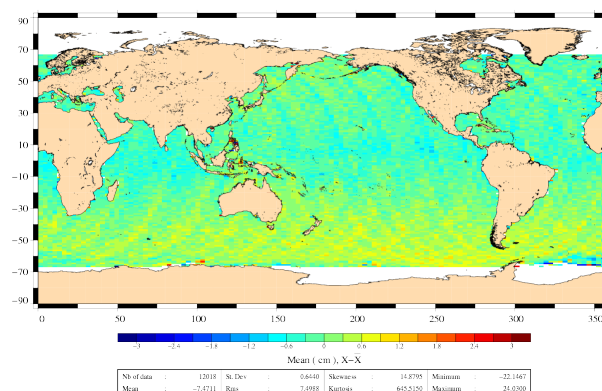 90
70
50
30
10
−10
−30
−50
−70
−90
0 50 100 150 200 250 300 350
−3 −2.4 −1.8 −1.2 −0.6 0 0.6 1.2 1.8 2.4 3
Mean ( cm ), X−X̅
Nb of data : 12018 St. Dev : 0.6440 Skewness : 14.8795 Minimum : −22.1467
Mean : −7.4711 Rms : 7.4988 Kurtosis : 645.5150 Maximum : 24.0300